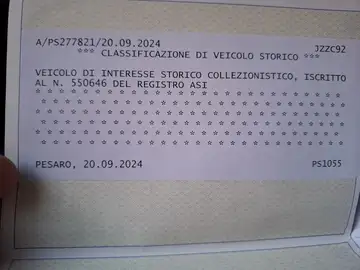 A/PS277821/20.09.2024 JZZC92
*** CLASSIFICAZIONE DI VEICOLO STORICO ***
VEICOLO DI INTERESSE STORICO COLLEZIONISTICO, ISCRITTO
AL N. 550646 DEL REGISTRO ASI
* * * * * * * * * * * * * * * * * * * * * * * * * * *
* * * * * * * * * * * * * * * * * * * * * * * * * * *
* * * * * * * * * * * * * * * * * * * * * * * * * * *
* * * * * * * * * * * * * * * * * * * * * * * * * * *
* * * * * * * * * * * * * * * * * * * * * * * * * * *
* * * * * * * * * * * * * * * * * * * * * * * * * * *
PESARO, 20.09.2024 PS1055